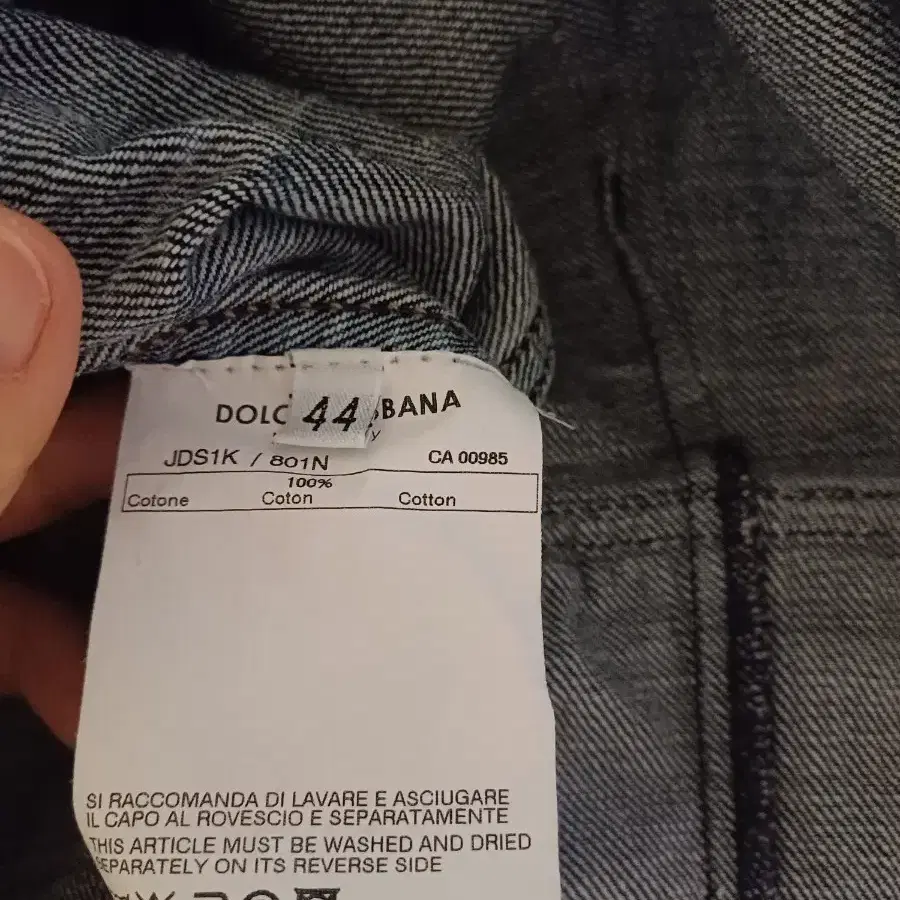 DOLC 44 BBANA
JDS1K / 801N CA 00985
100%
Cotone Coton Cotton
SI RACCOMANDA DI LAVARE E ASCIUGARE
IL CAPO AL ROVESCIO E SEPARATAMENTE
THIS ARTICLE MUST BE WASHED AND DRIED
SEPARATELY ON ITS REVERSE SIDE